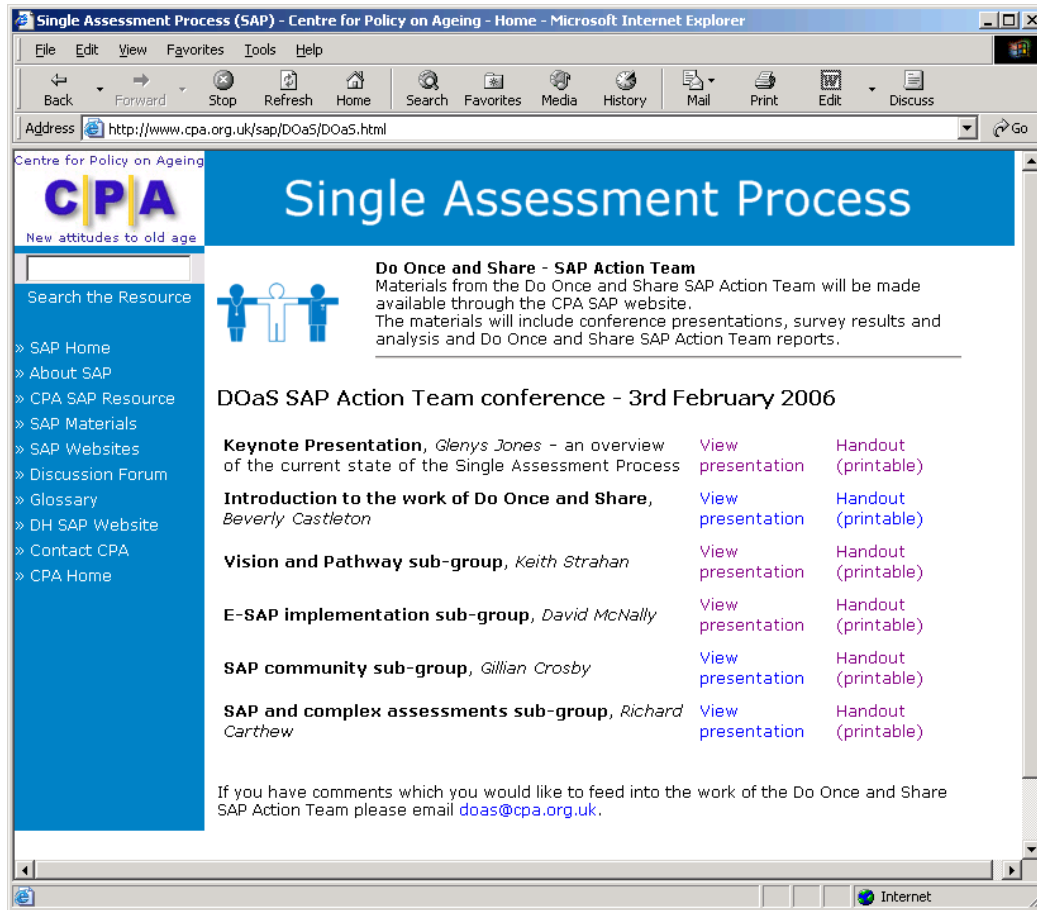 Single Assessment Process (SAP) - Centre for Policy on Ageing - Home - Microsoft Internet Explorer
File Edit View Favorites Tools Help
Back Forward Stop Refresh Home Search Favorites Media History Mail Print Edit Discuss
Address http://www.cpa.org.uk/sap/DOaS/DOaS.html Go
Centre for Policy on Ageing
CPA
New attitudes to old age
Single Assessment Process
Search the Resource
» SAP Home
» About SAP
» CPA SAP Resource
» SAP Materials
» SAP Websites
» Discussion Forum
» Glossary
» DH SAP Website
» Contact CPA
» CPA Home
Do Once and Share - SAP Action Team
Materials from the Do Once and Share SAP Action Team will be made
available through the CPA SAP website.
The materials will include conference presentations, survey results and
analysis and Do Once and Share SAP Action Team reports.
DOaS SAP Action Team conference - 3rd February 2006
Keynote Presentation, Glenys Jones - an overview View Handout
of the current state of the Single Assessment Process presentation (printable)
Introduction to the work of Do Once and Share, View Handout
Beverly Castleton presentation (printable)
Vision and Pathway sub-group, Keith Strahan View Handout
presentation (printable)
E-SAP implementation sub-group, David McNally View Handout
presentation (printable)
SAP community sub-group, Gillian Crosby View Handout
presentation (printable)
SAP and complex assessments sub-group, Richard View Handout
Carthew presentation (printable)
If you have comments which you would like to feed into the work of the Do Once and Share
SAP Action Team please email doas@cpa.org.uk.
Internet